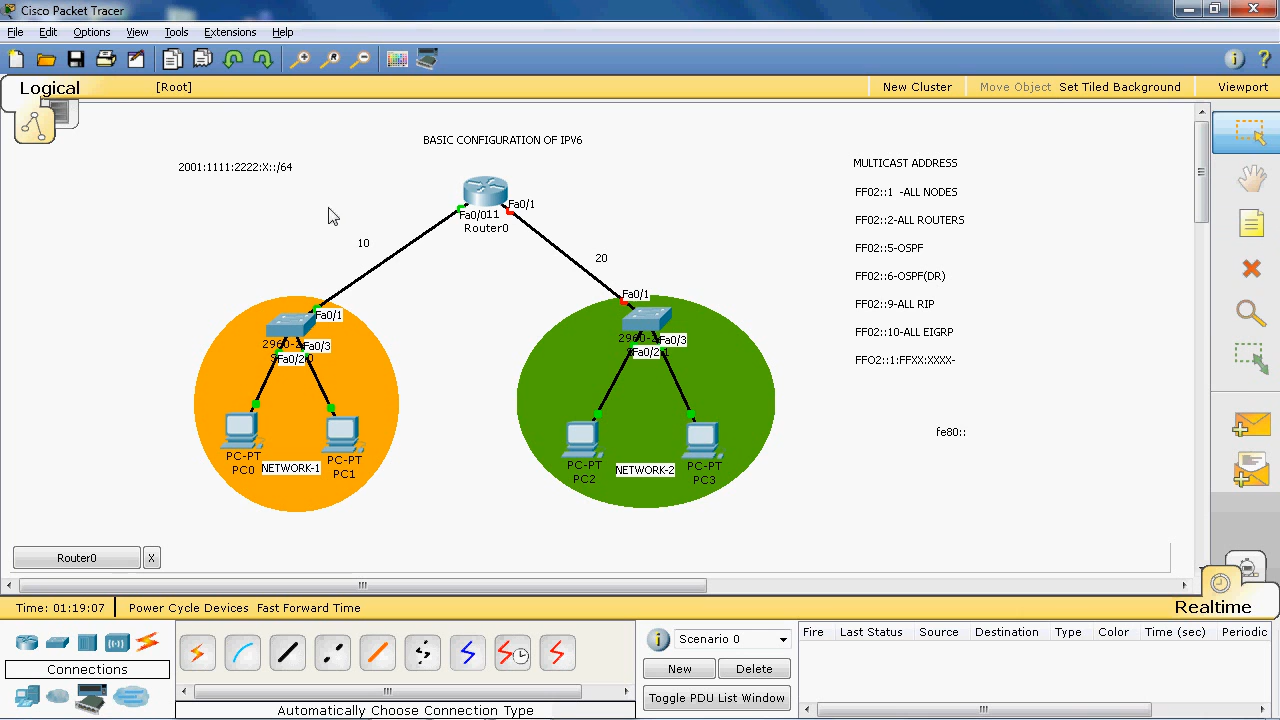 Cisco Packet Tracer
File Edit Options View Tools Extensions Help
Logical
[Root]
New Cluster
Move Object
Set Tiled Background
Viewport
BASIC CONFIGURATION - IPV6
2001:1111:2222:X::/64
MULTICAST ADDRESS
FF02::1 -ALL NODES
FF02::2-ALL ROUTERS
FF02::5-OSPF
FF02::6-OSPF(DR)
FF02::9-ALL RIP
FF02::10-ALL EIGRP
FFO2::1:FFXX:XXXX-
fe80::
Fa0/1
Fa0/011
Router0
10
20
Fa0/1
Fa0/3
Fa0/2
PC-PT
PC0
NETWORK-1
PC-PT
PC1
Fa0/1
Fa0/3
Fa0/2
PC-PT
PC2
NETWORK-2
PC-PT
PC3
Router0
X
Time: 01:19:07
Power Cycle Devices Fast Forward Time
Realtime
Connections
Automatically Choose Connection Type
Scenario 0
New
Delete
Toggle PDU List Window
Fire Last Status Source Destination Type Color Time (sec) Periodic